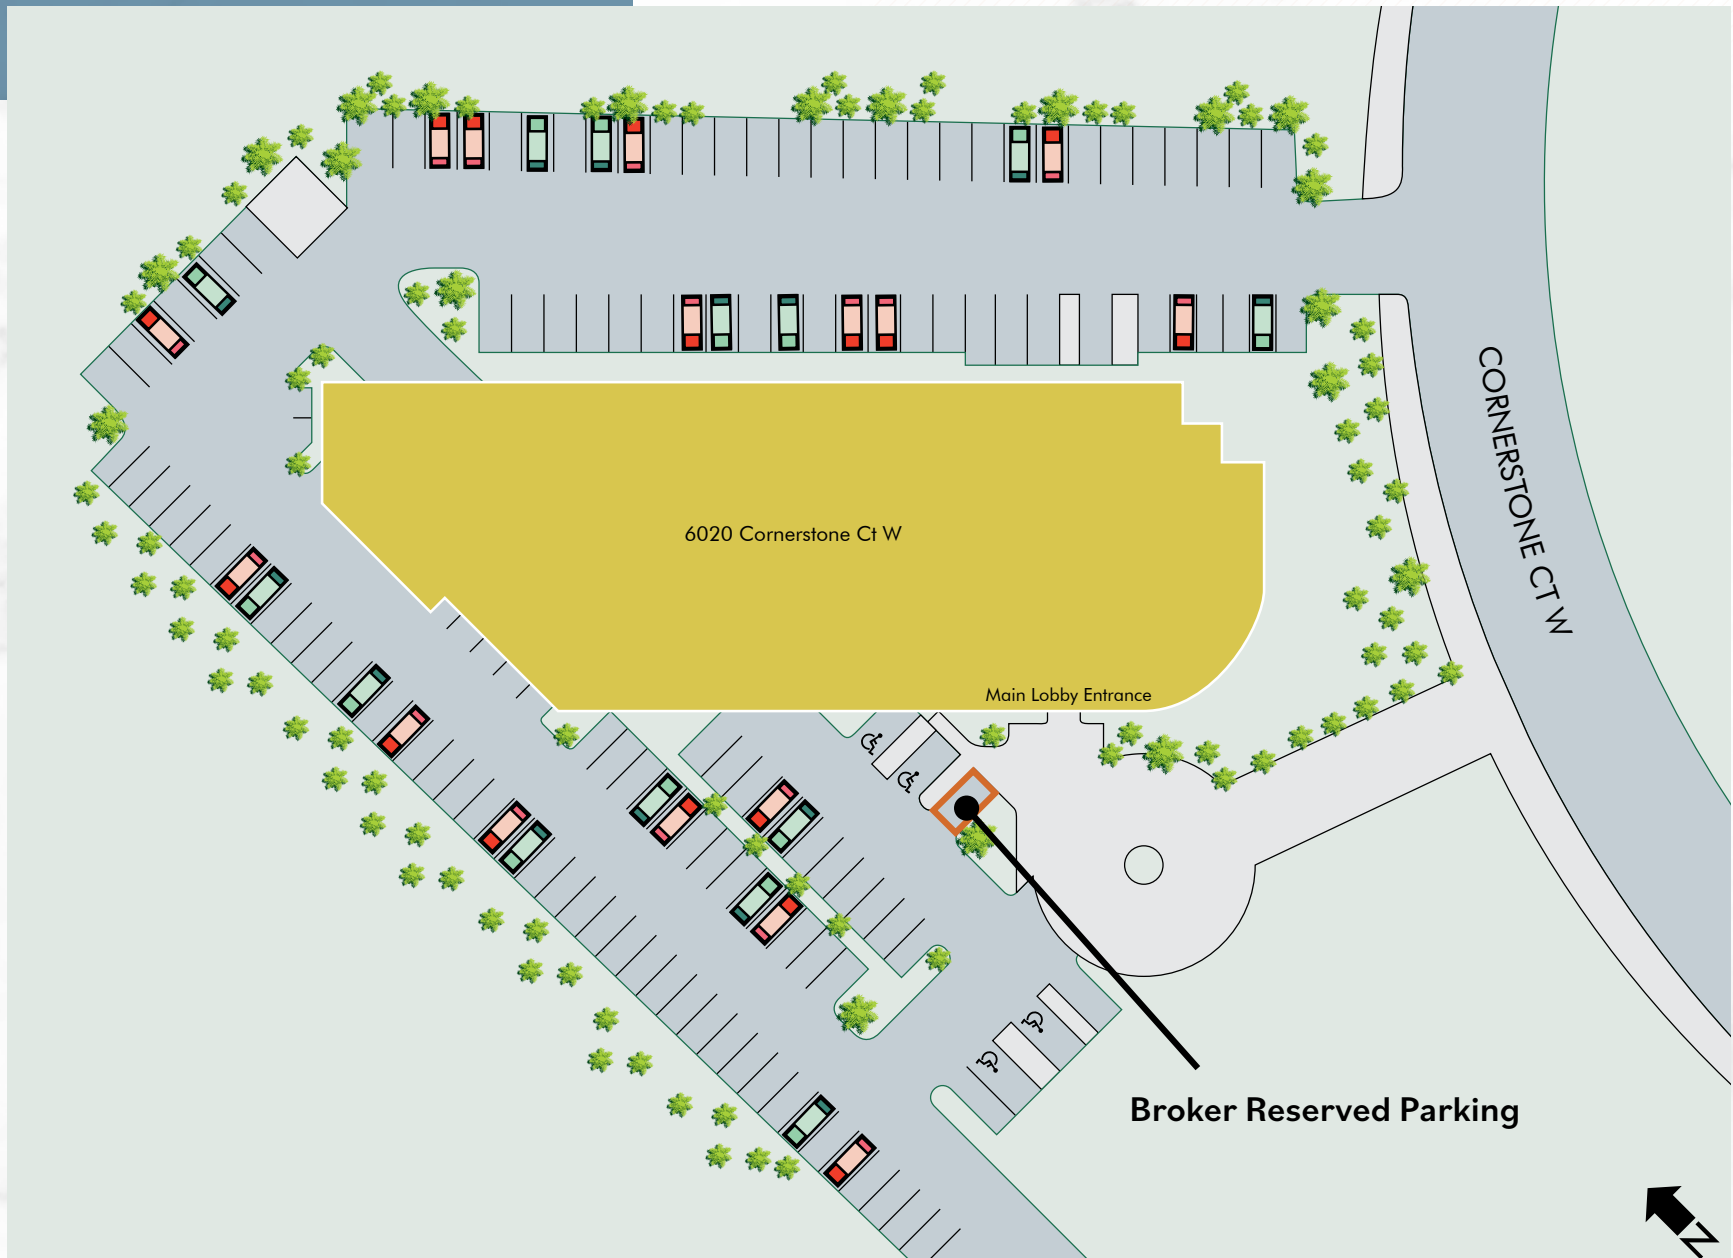 CORNERSTONE CT W
6020 Cornerstone Ct W
Main Lobby Entrance
Broker Reserved Parking
N